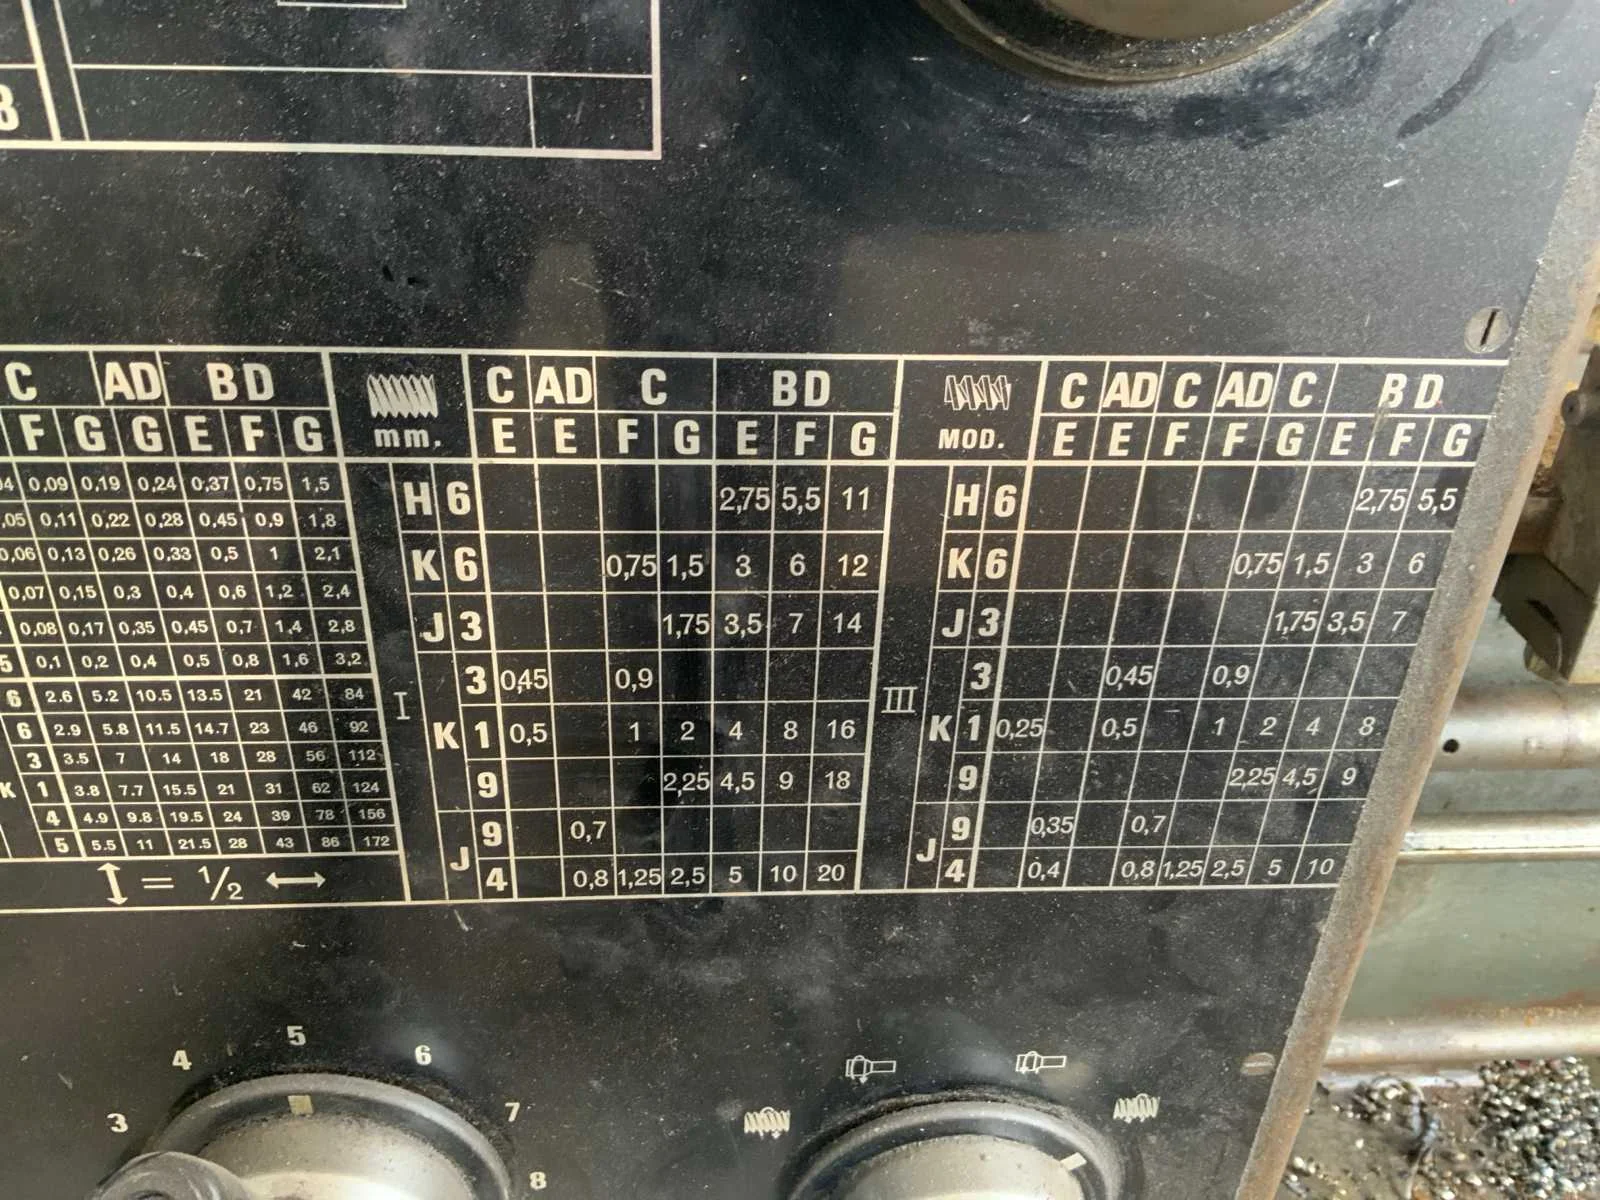 C AD BD mm. C AD C BD MOD. C AD C AD C BD
F G G E F G E E F G E F G E E F F G E F G
0,09 0,19 0,24 0,37 0,75 1,5 H 6 2,75 5,5 11 H 6 2,75 5,5
0,11 0,22 0,28 0,45 0,9 1,8
0,06 0,13 0,26 0,33 0,5 1 2,1 K 6 0,75 1,5 3 6 12 K 6 0,75 1,5 3 6
0,07 0,15 0,3 0,4 0,6 1,2 2,4
0,08 0,17 0,35 0,45 0,7 1,4 2,8 J 3 1,75 3,5 7 14 J 3 1,75 3,5 7
5 0,1 0,2 0,4 0,5 0,8 1,6 3,2
6 2.6 5.2 10.5 13.5 21 42 84 I 3 0,45 0,9 III 3 0,45 0,9
6 2.9 5.8 11.5 14.7 23 46 92 K 1 0,5 1 2 4 8 16 K 1 0,25 0,5 1 2 4 8
3 3.5 7 14 18 28 56 112
K 1 3.8 7.7 15.5 21 31 62 124 9 2,25 4,5 9 18 9 2,25 4,5 9
4 4.9 9.8 19.5 24 39 78 156 J 9 0,7 J 9 0,35 0,7
5 5.5 11 21.5 28 43 86 172 4 0,8 1,25 2,5 5 10 20 4 0,4 0,8 1,25 2,5 5 10
↕ = 1/2 ↔
3 4 5 6 7 8